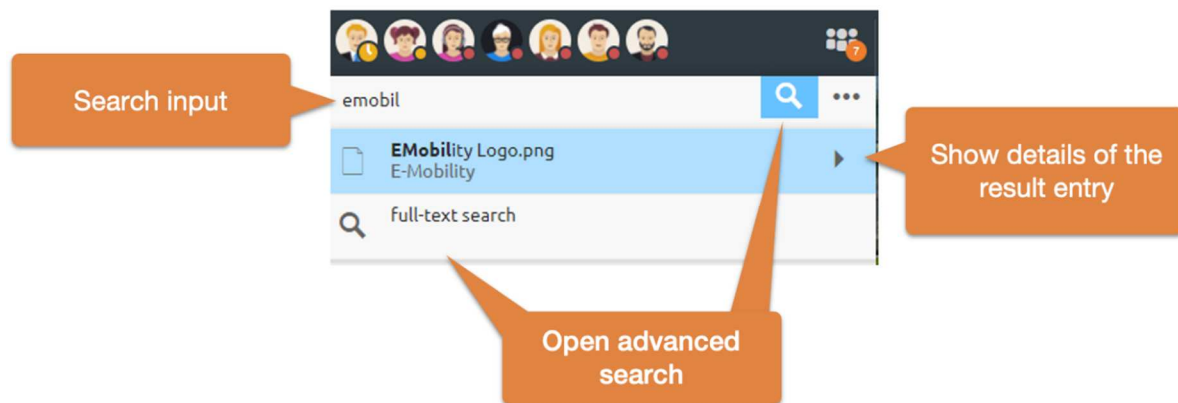 7
Search input
emobil
•••
EMobility Logo.png
E-Mobility
Show details of the
result entry
full-text search
Open advanced
search